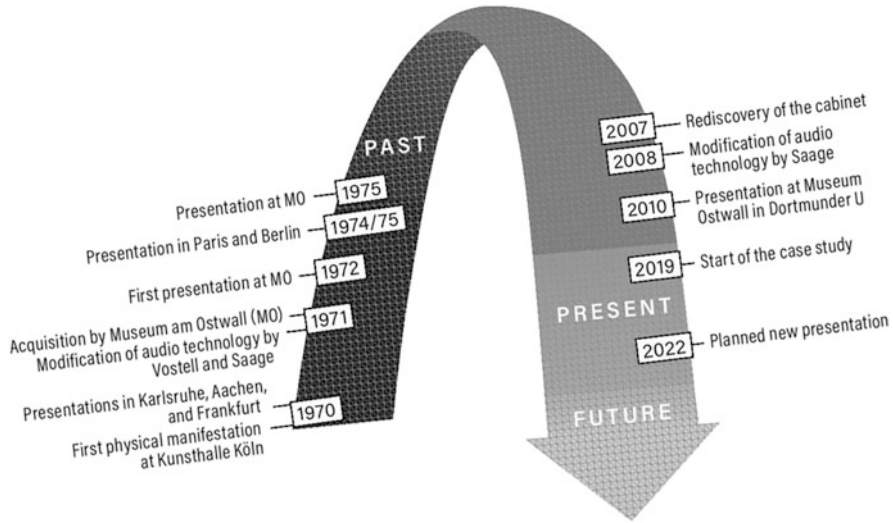 PAST
1975
Presentation at MO
1974/75
Presentation in Paris and Berlin
1972
First presentation at MO
1971
Acquisition by Museum am Ostwall (MO)
Modification of audio technology by
Vostell and Saage
1970
Presentations in Karlsruhe, Aachen,
and Frankfurt
First physical manifestation
at Kunsthalle Köln
2007
Rediscovery of the cabinet
2008
Modification of audio
technology by Saage
2010
Presentation at Museum
Ostwall in Dortmunder U
2019
Start of the case study
PRESENT
2022
Planned new presentation
FUTURE